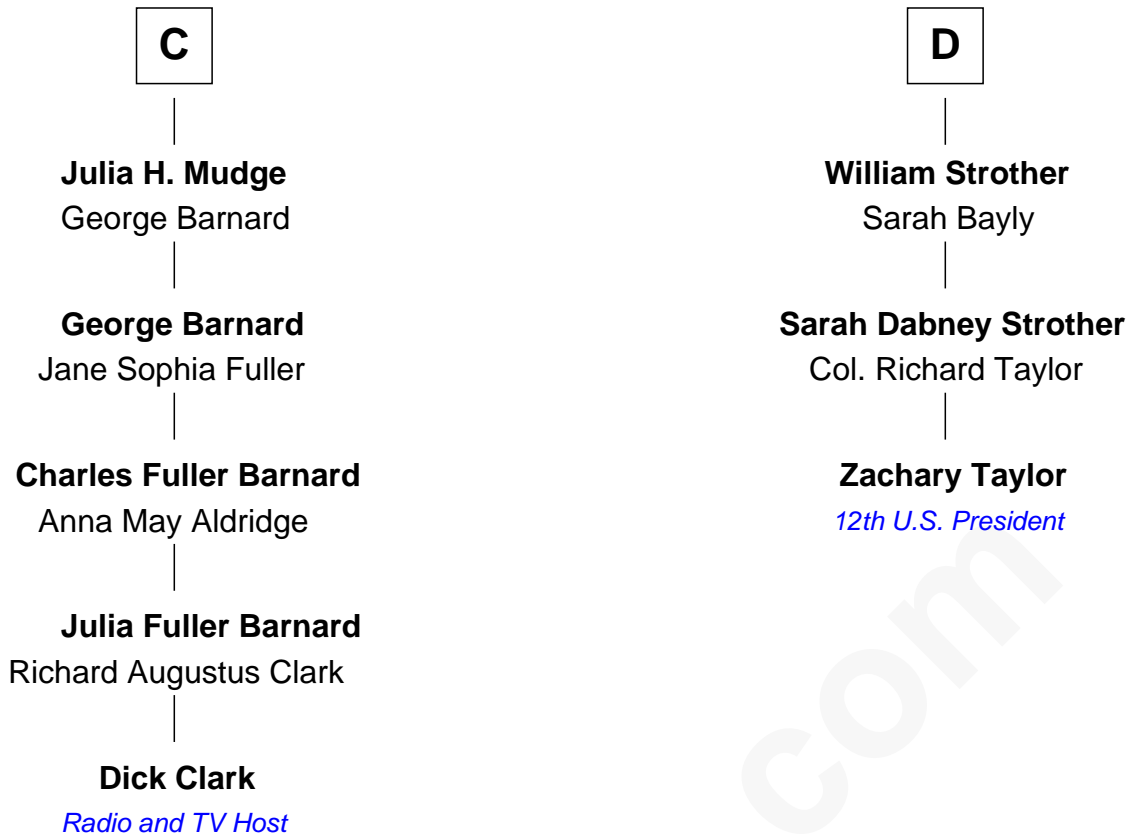 C
Julia H. Mudge
George Barnard
George Barnard
Jane Sophia Fuller
Charles Fuller Barnard
Anna May Aldridge
Julia Fuller Barnard
Richard Augustus Clark
Dick Clark
Radio and TV Host
D
William Strother
Sarah Bayly
Sarah Dabney Strother
Col. Richard Taylor
Zachary Taylor
12th U.S. President
com